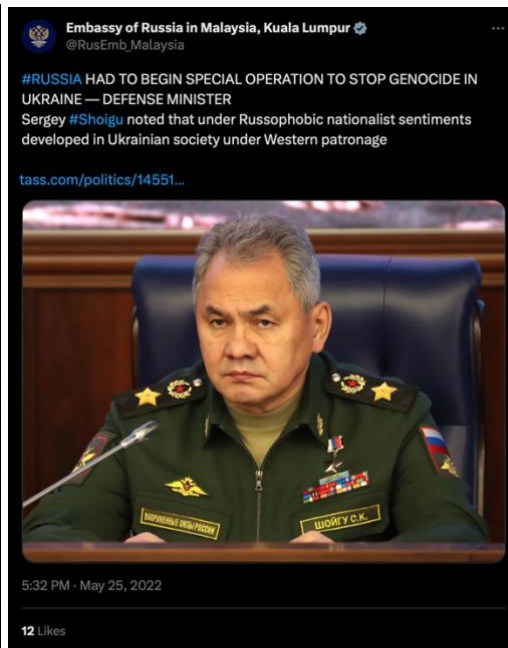 Embassy of Russia in Malaysia, Kuala Lumpur
@RusEmb_Malaysia
#RUSSIA HAD TO BEGIN SPECIAL OPERATION TO STOP GENOCIDE IN
UKRAINE — DEFENSE MINISTER
Sergey #Shoigu noted that under Russophobic nationalist sentiments
developed in Ukrainian society under Western patronage
tass.com/politics/14551...
ВООРУЖЕННЫЕ СИЛЫ РОССИИ
ШОЙГУ С.К.
5:32 PM · May 25, 2022
12 Likes